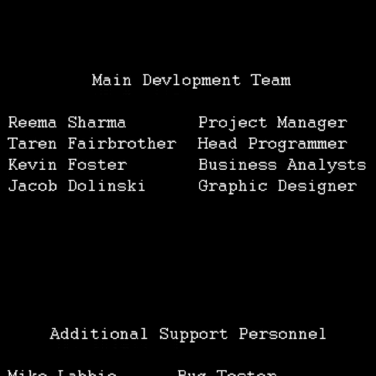 Main Devlopment Team
Reema Sharma Project Manager
Taren Fairbrother Head Programmer
Kevin Foster Business Analysts
Jacob Dolinski Graphic Designer
Additional Support Personnel
Mike Labbie Bug Tester